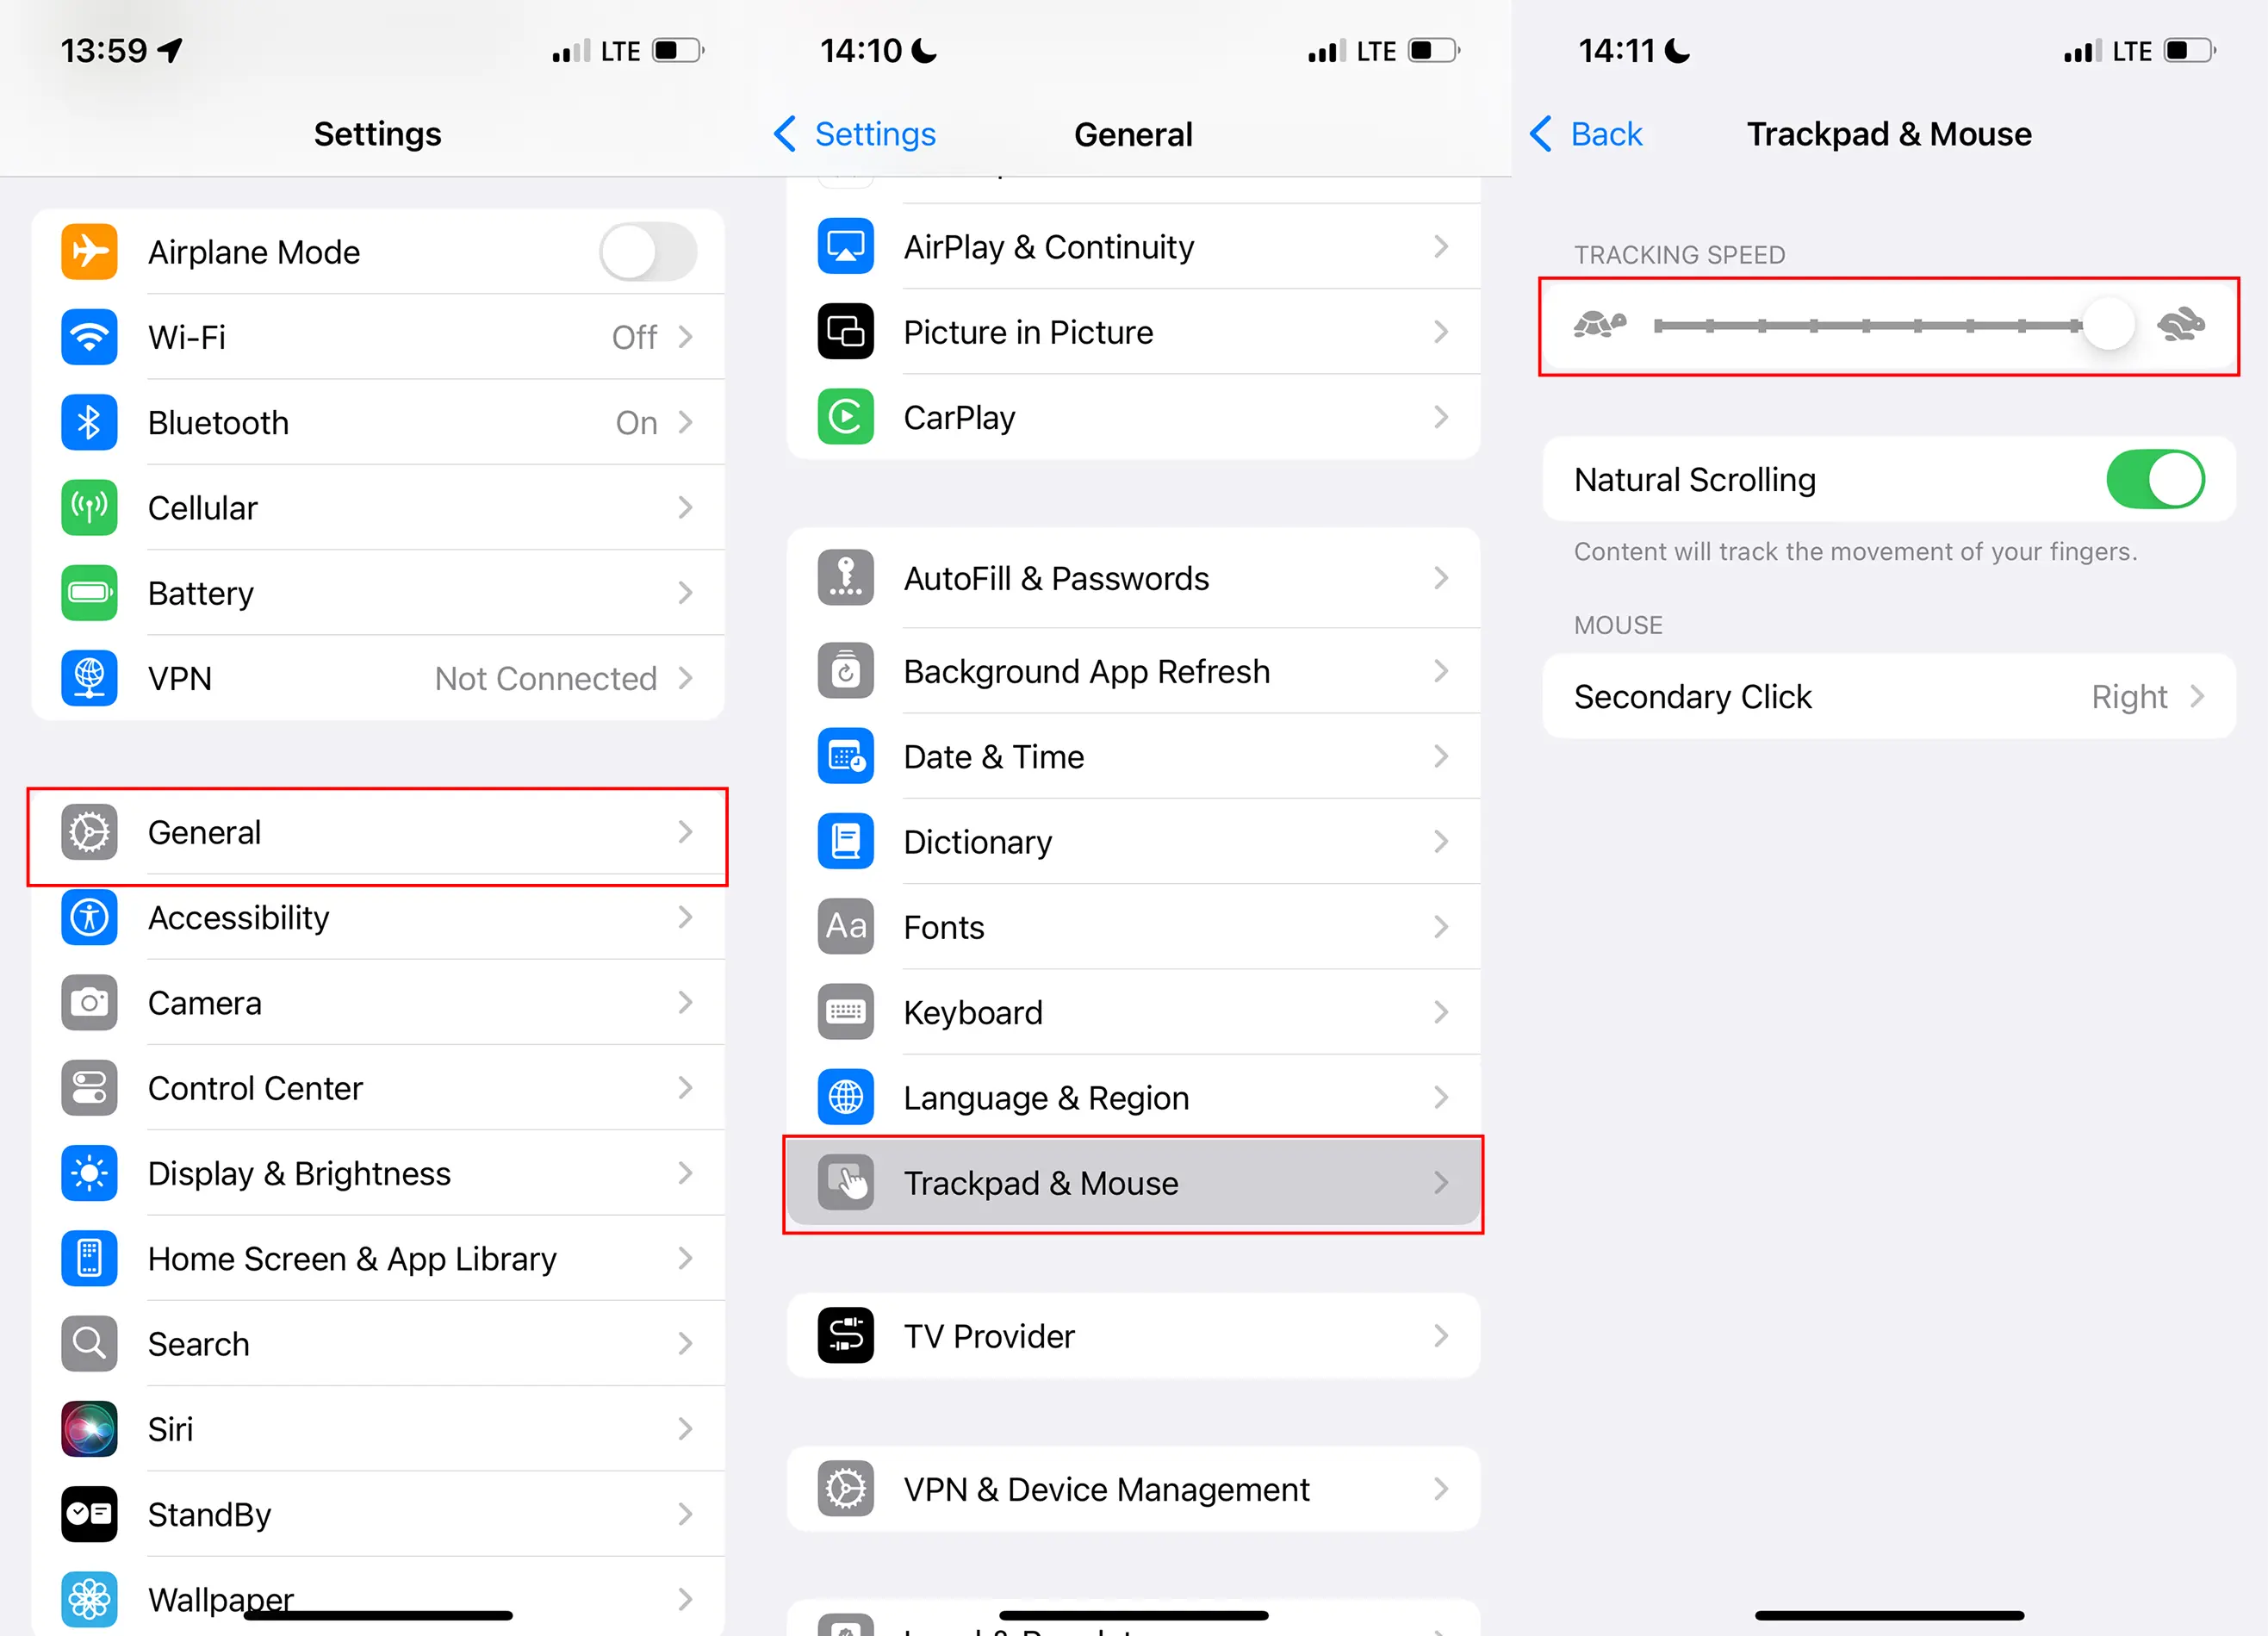 13:59
LTE
Settings
Airplane Mode
Wi-Fi Off
Bluetooth On
Cellular
Battery
VPN Not Connected
General
Accessibility
Camera
Control Center
Display & Brightness
Home Screen & App Library
Search
Siri
StandBy
Wallpaper
14:10
LTE
Settings General
AirPlay & Continuity
Picture in Picture
CarPlay
AutoFill & Passwords
Background App Refresh
Date & Time
Dictionary
Aa Fonts
Keyboard
Language & Region
Trackpad & Mouse
TV Provider
VPN & Device Management
14:11
LTE
Back Trackpad & Mouse
TRACKING SPEED
Natural Scrolling
Content will track the movement of your fingers.
MOUSE
Secondary Click Right